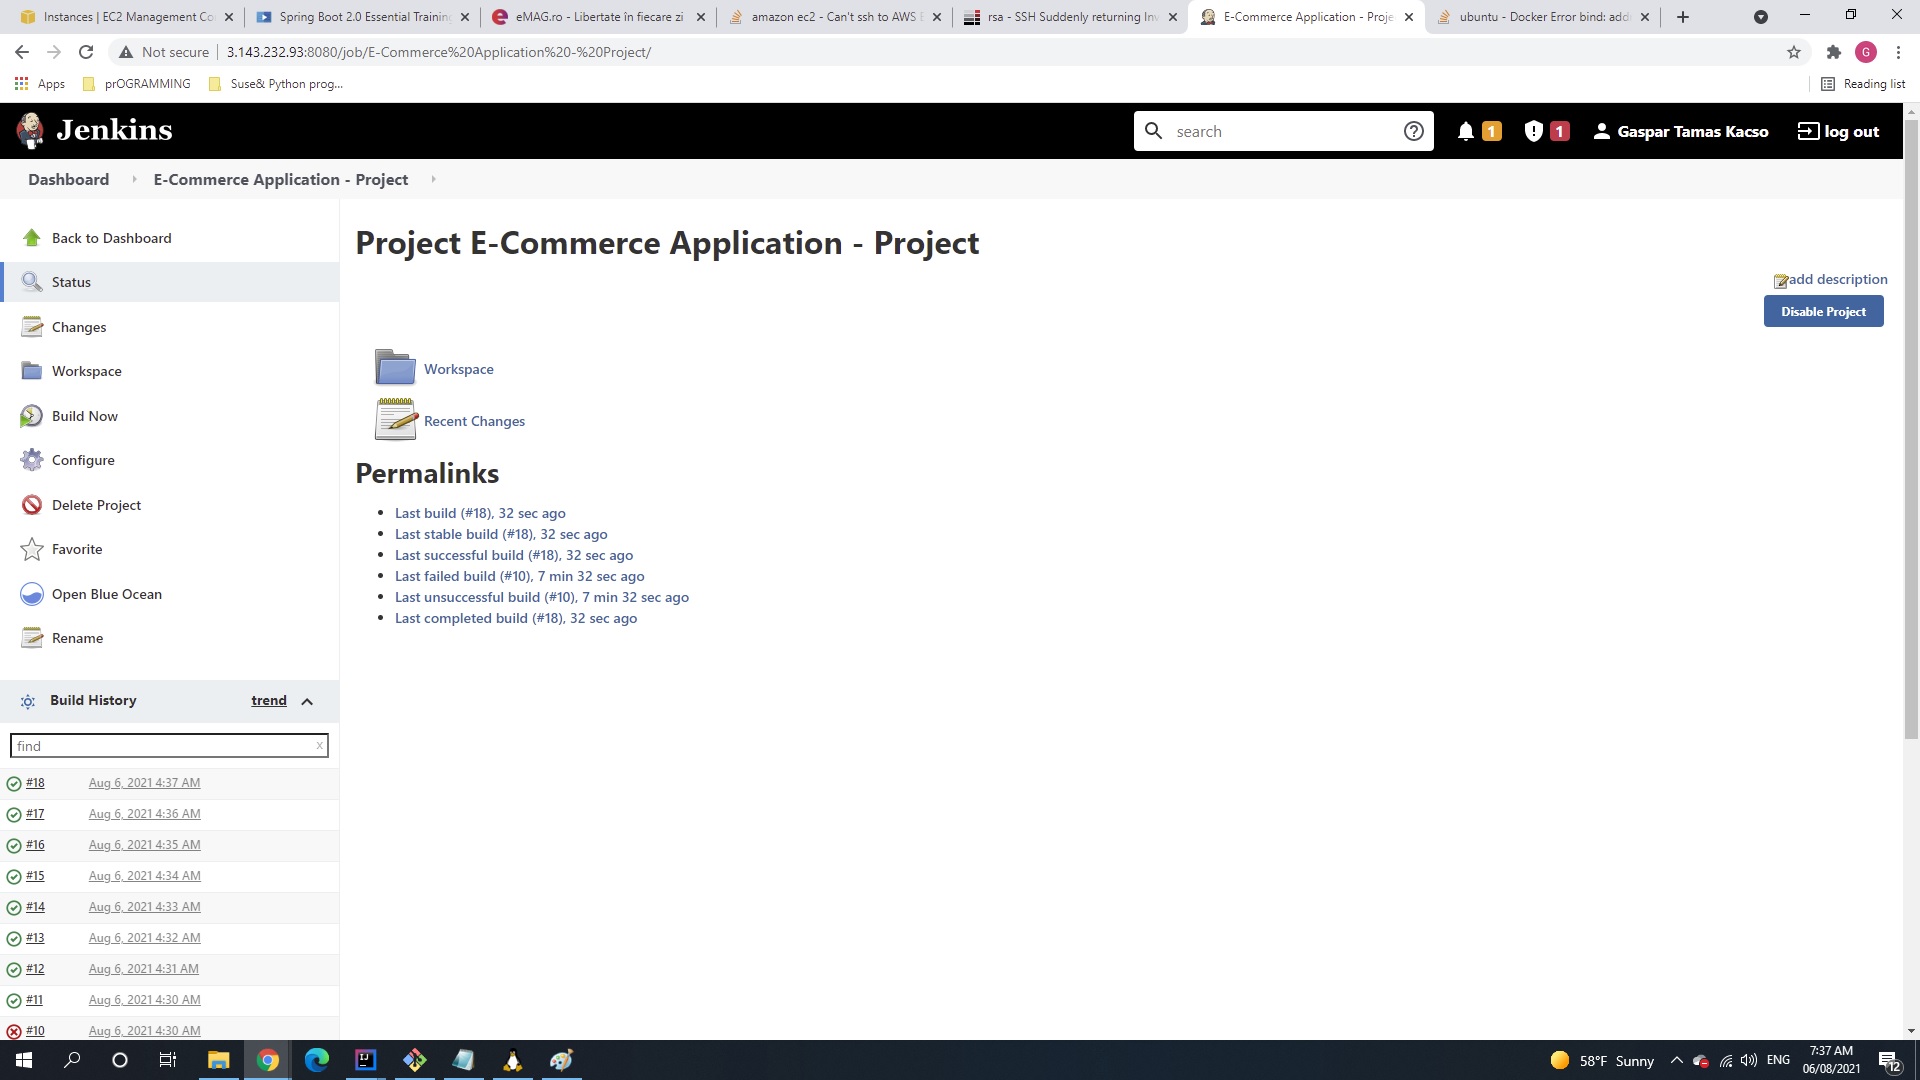 Instances | EC2 Management Co
Spring Boot 2.0 Essential Training
eMAG.ro - Libertate în fiecare zi
amazon ec2 - Can't ssh to AWS E
rsa - SSH Suddenly returning Inv
E-Commerce Application - Proje
ubuntu - Docker Error bind: add
Not secure
3.143.232.93:8080/job/E-Commerce%20Application%20-%20Project/
G
Apps
prOGRAMMING
Suse& Python prog...
Reading list
Jenkins
search
1
1
Gaspar Tamas Kacso
log out
Dashboard
E-Commerce Application - Project
Back to Dashboard
Status
Changes
Workspace
Build Now
Configure
Delete Project
Favorite
Open Blue Ocean
Rename
Project E-Commerce Application - Project
add description
Disable Project
Workspace
Recent Changes
Permalinks
Last build (#18), 32 sec ago
Last stable build (#18), 32 sec ago
Last successful build (#18), 32 sec ago
Last failed build (#10), 7 min 32 sec ago
Last unsuccessful build (#10), 7 min 32 sec ago
Last completed build (#18), 32 sec ago
Build History
trend
find
x
#18 Aug 6, 2021 4:37 AM
#17 Aug 6, 2021 4:36 AM
#16 Aug 6, 2021 4:35 AM
#15 Aug 6, 2021 4:34 AM
#14 Aug 6, 2021 4:33 AM
#13 Aug 6, 2021 4:32 AM
#12 Aug 6, 2021 4:31 AM
#11 Aug 6, 2021 4:30 AM
#10 Aug 6, 2021 4:30 AM
58°F Sunny
ENG
7:37 AM
06/08/2021
12